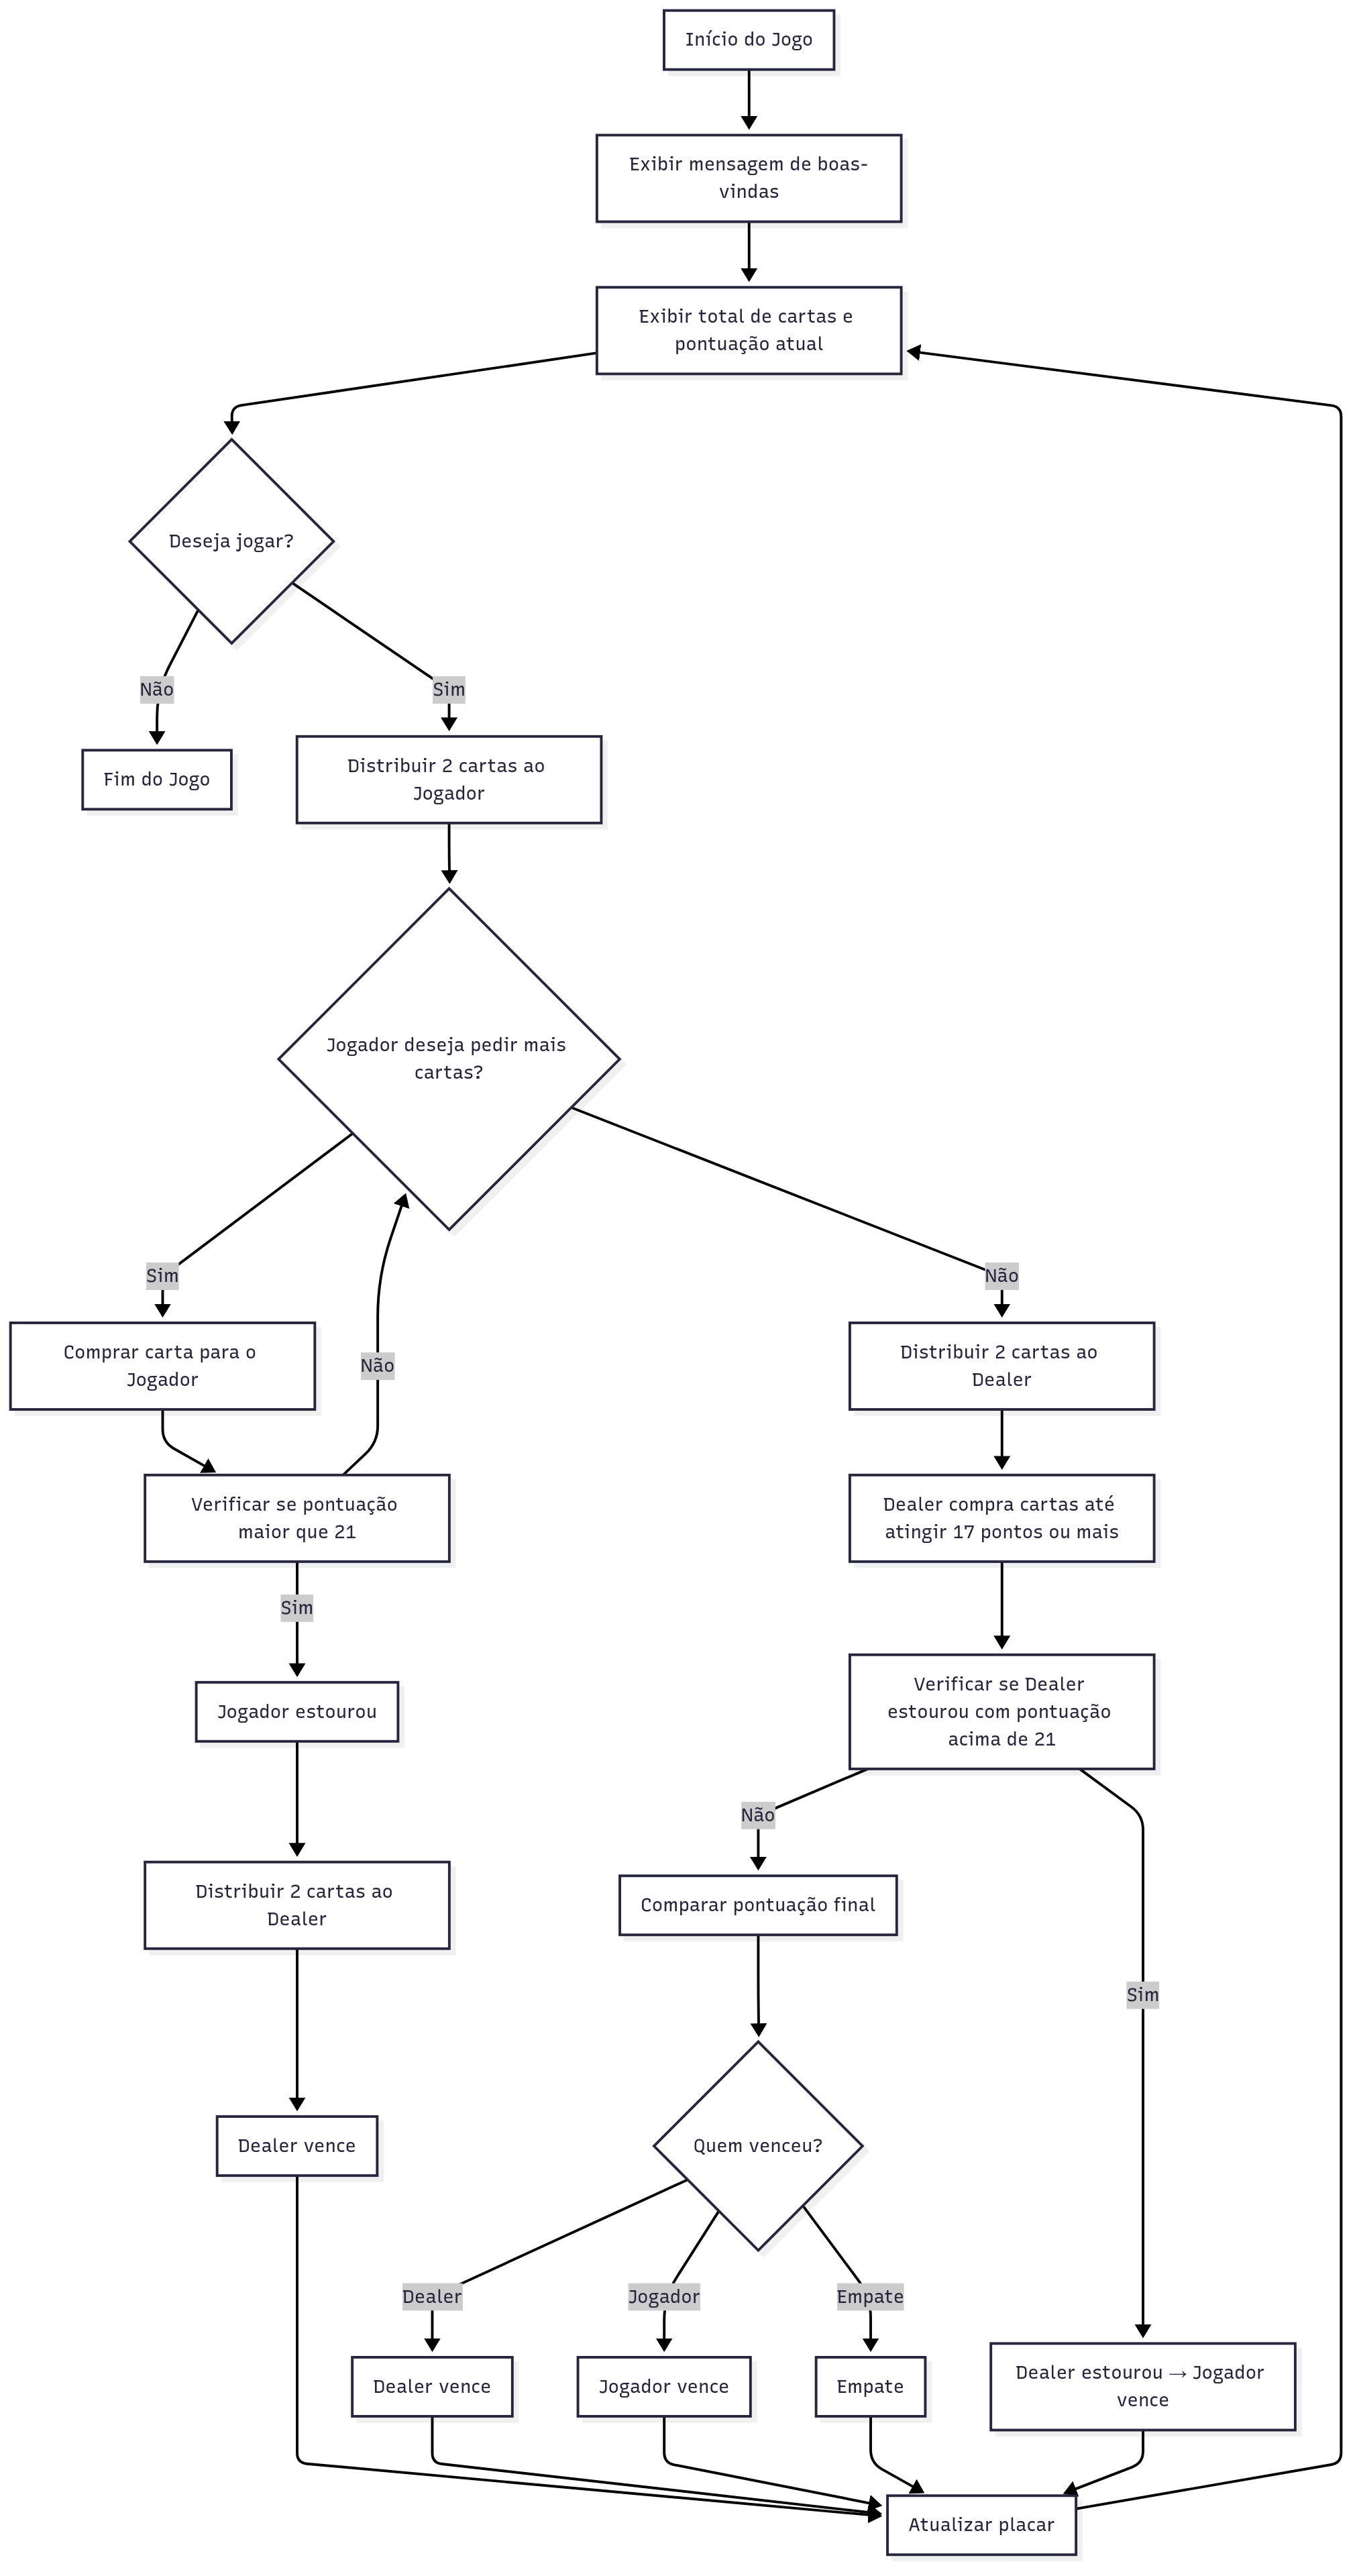 Início do Jogo
Exibir mensagem de boas-
vindas
Exibir total de cartas e
pontuação atual
Deseja jogar?
Não
Sim
Fim do Jogo
Distribuir 2 cartas ao
Jogador
Jogador deseja pedir mais
cartas?
Sim
Não
Comprar carta para o
Jogador
Não
Distribuir 2 cartas ao
Dealer
Verificar se pontuação
maior que 21
Dealer compra cartas até
atingir 17 pontos ou mais
Sim
Jogador estourou
Verificar se Dealer
estourou com pontuação
acima de 21
Não
Distribuir 2 cartas ao
Dealer
Comparar pontuação final
Sim
Dealer vence
Quem venceu?
Dealer
Jogador
Empate
Dealer vence
Jogador vence
Empate
Dealer estourou → Jogador
vence
Atualizar placar